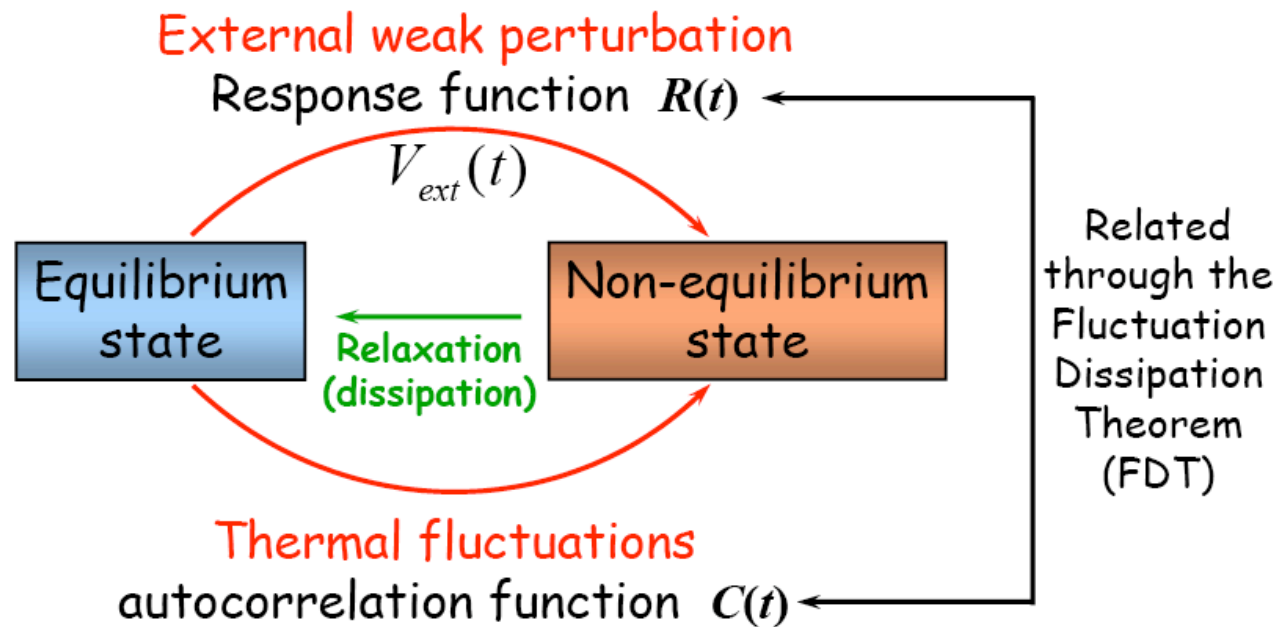 External weak perturbation
Response function R(t)
V_ext(t)
Equilibrium
state
Non-equilibrium
state
Relaxation
(dissipation)
Related
through the
Fluctuation
Dissipation
Theorem
(FDT)
Thermal fluctuations
autocorrelation function C(t)